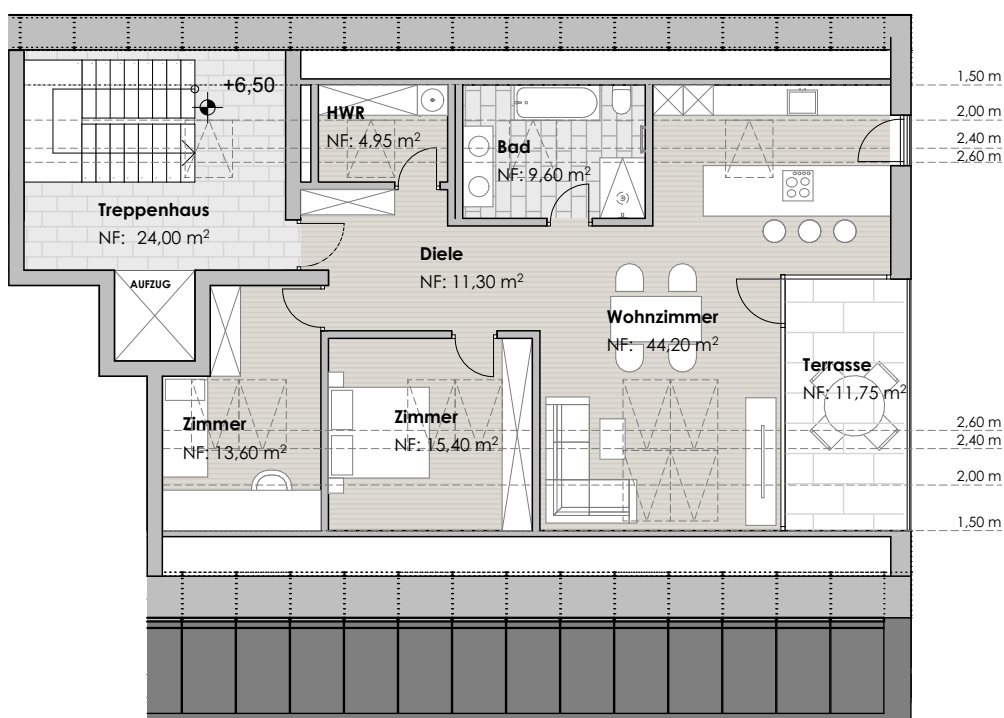 +6,50
1,50 m
2,00 m
2,40 m
2,60 m
HWR
NF: 4,95 m²
Bad
NF: 9,60 m²
Treppenhaus
NF: 24,00 m²
Diele
NF: 11,30 m²
AUFZUG
Wohnzimmer
NF: 44,20 m²
Terrasse
NF: 11,75 m²
Zimmer
NF: 13,60 m²
Zimmer
NF: 15,40 m²
2,60 m
2,40 m
2,00 m
1,50 m